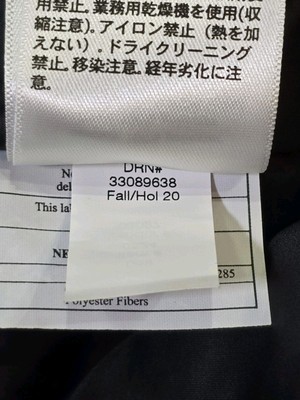 用禁止。業務用乾燥機を使用(収
縮注意)。アイロン禁止（熱を加
えない）. ドライクリーニング
禁止。移染注意. 経年劣化に注
意.
DRN#
33089638
Fall/Hol 20
No
del
This la
NE
285
Polyester Fibers